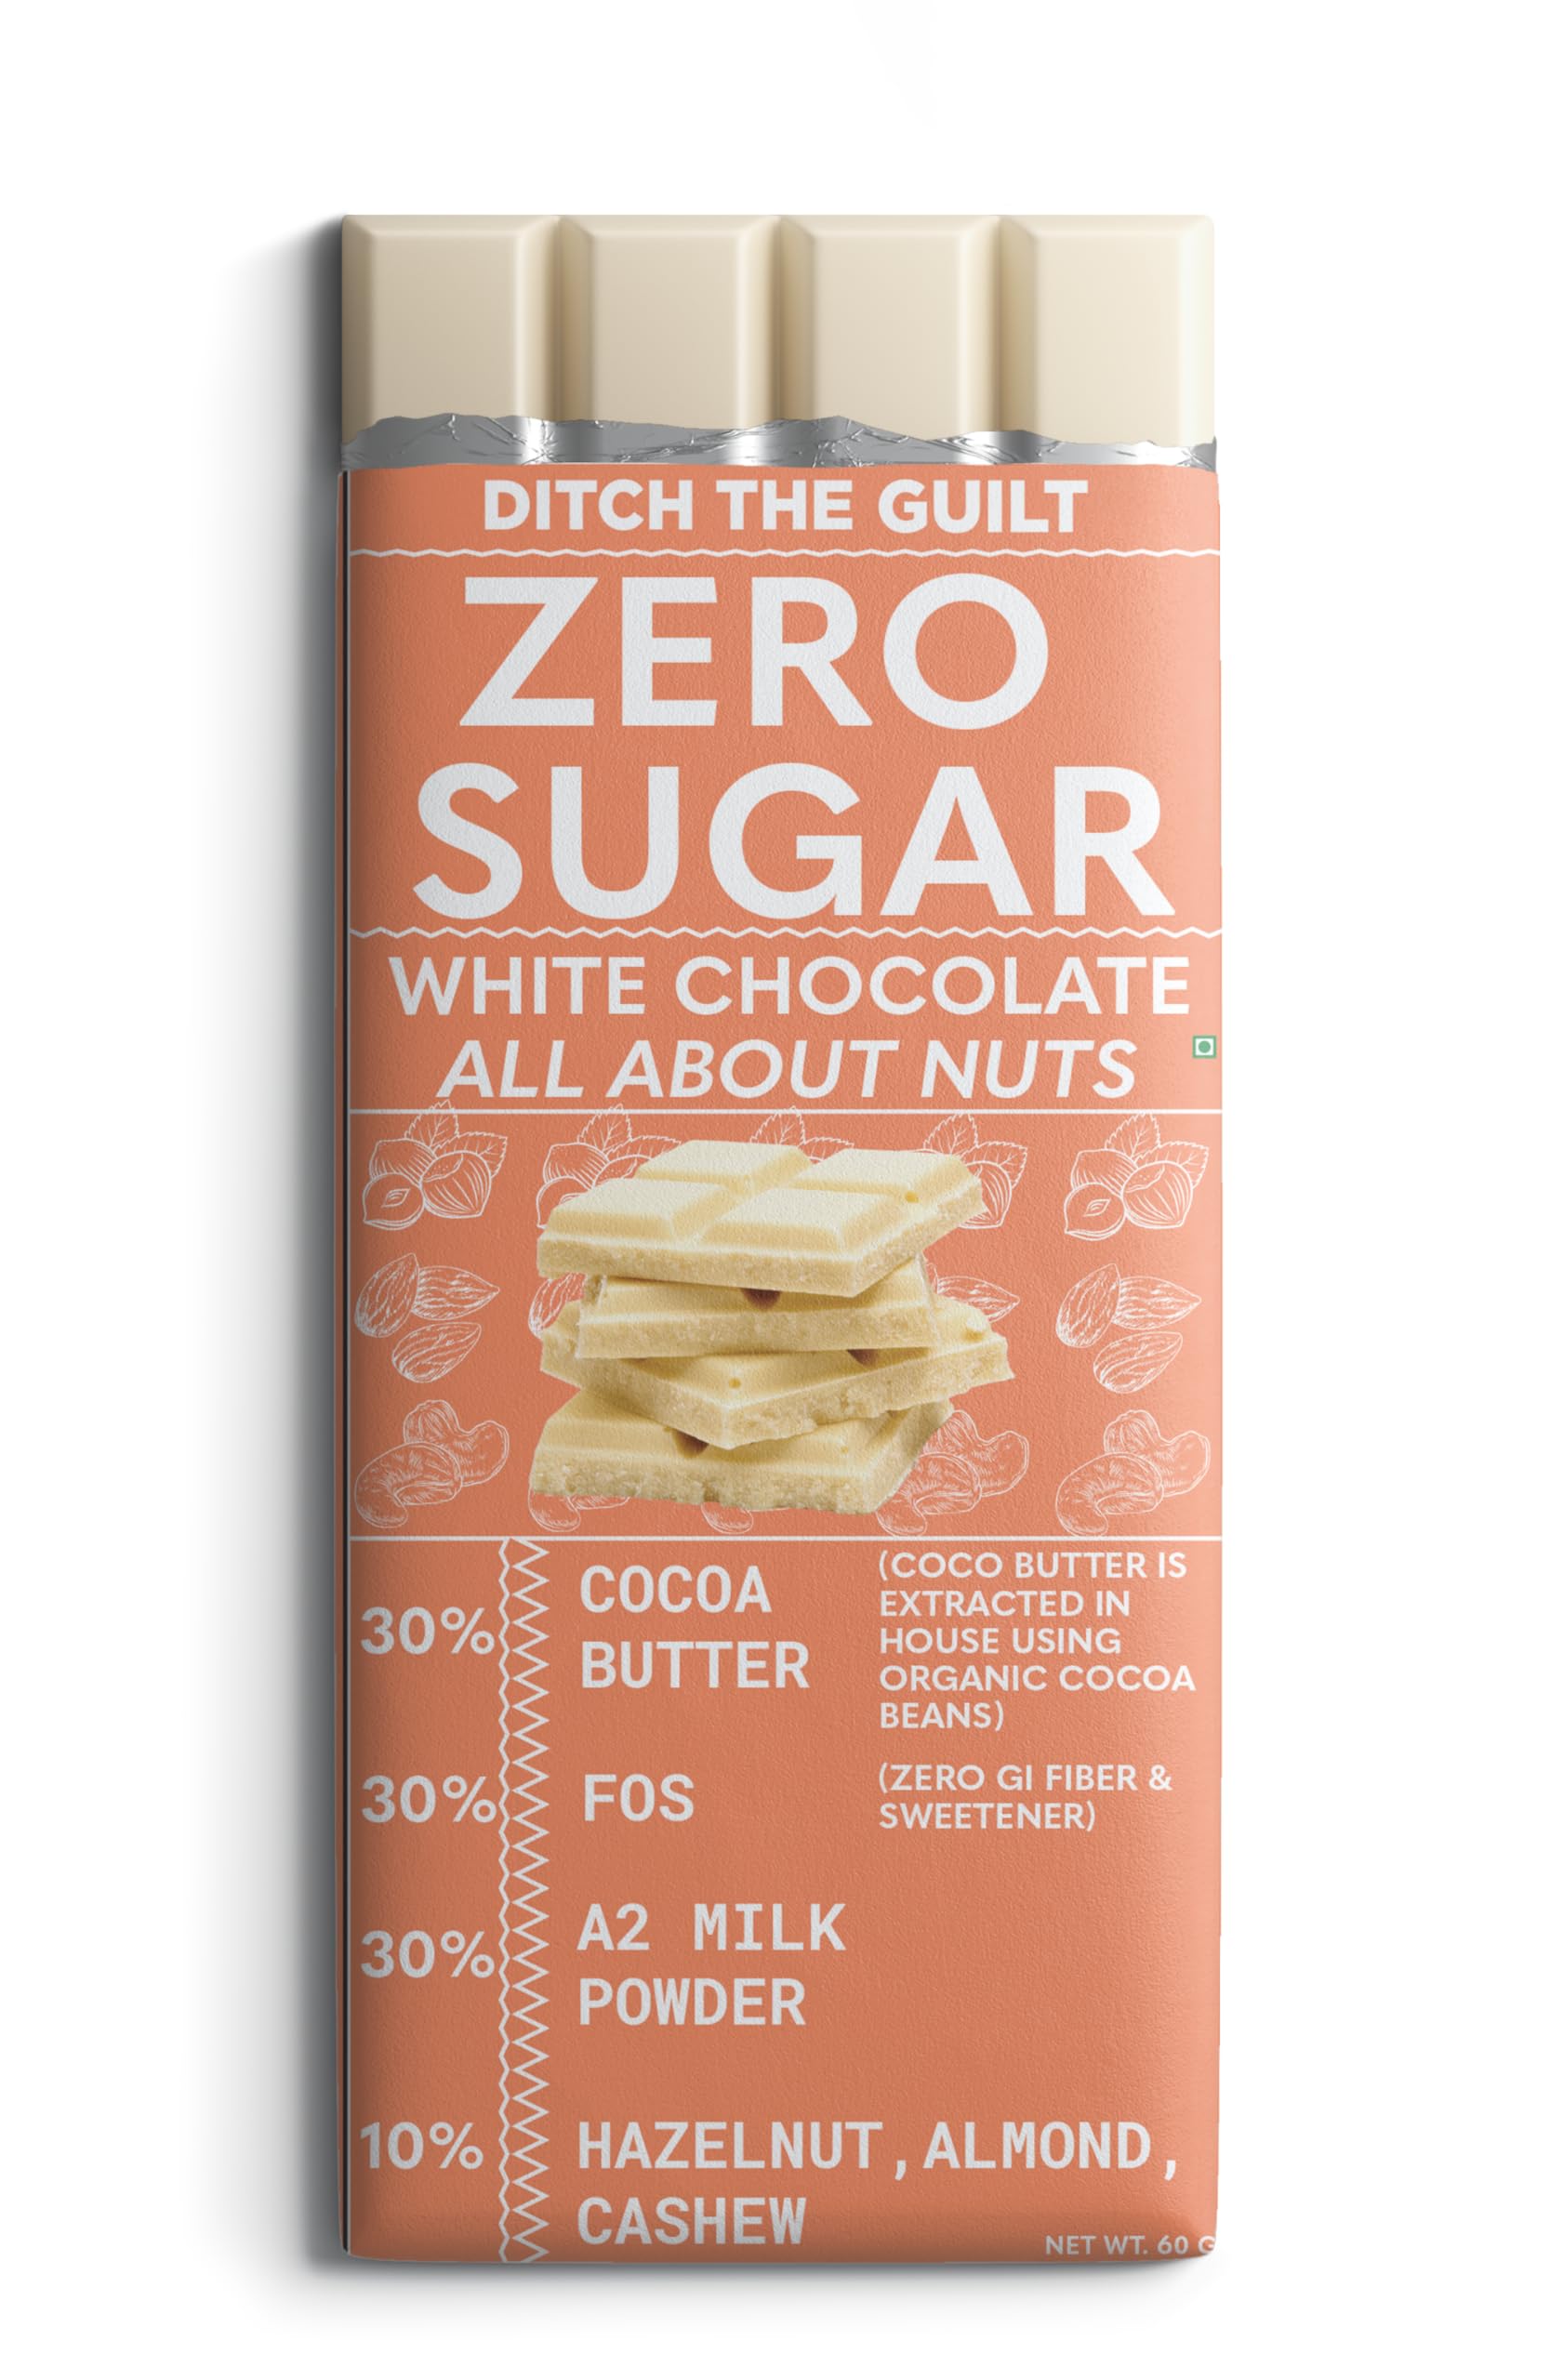 DITCH THE GUILT
ZERO
SUGAR
WHITE CHOCOLATE
ALL ABOUT NUTS
30%
COCOA
BUTTER
(COCO BUTTER IS
EXTRACTED IN
HOUSE USING
ORGANIC COCOA
BEANS)
30%
FOS
(ZERO GI FIBER &
SWEETENER)
30%
A2 MILK
POWDER
10%
HAZELNUT, ALMOND,
CASHEW
NET WT. 60 G